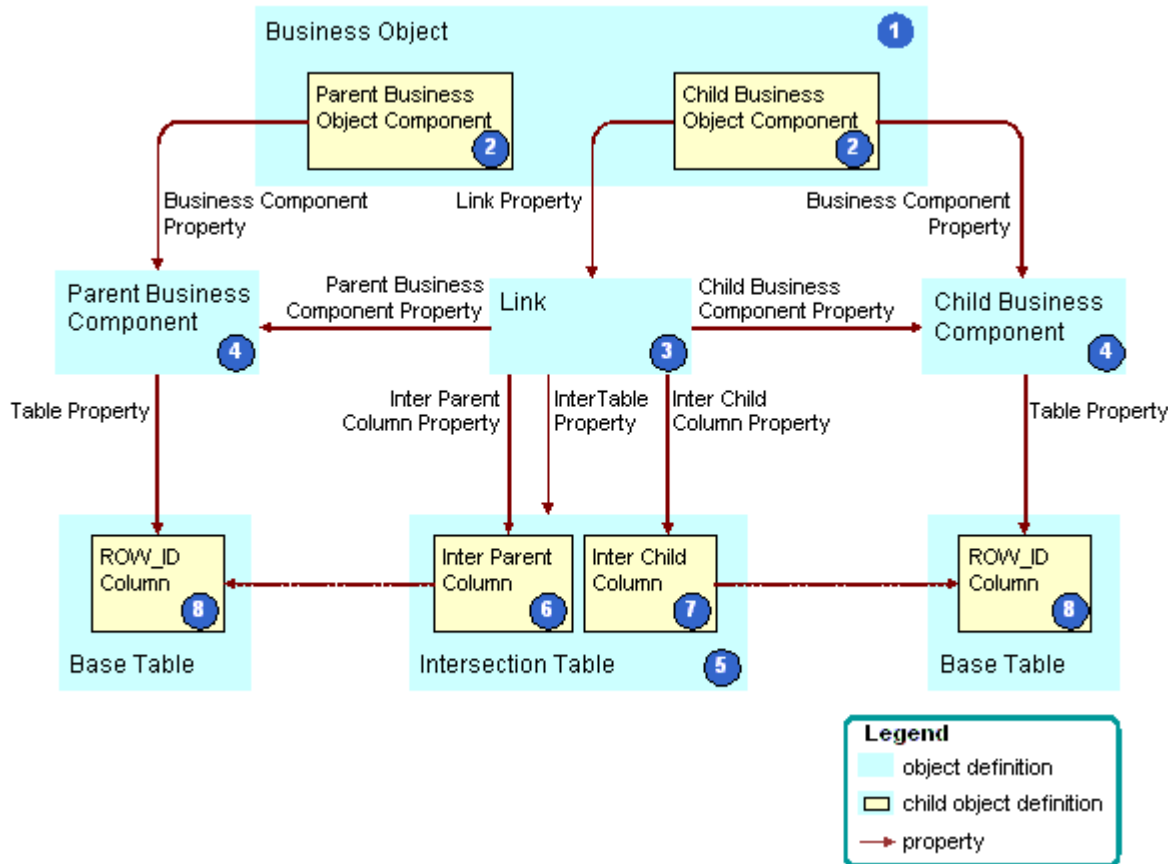 Business Object
1
Parent Business
Object Component
2
Child Business
Object Component
2
Business Component
Property
Link Property
Business Component
Property
Parent Business
Component
4
Parent Business
Component Property
Link
3
Child Business
Component Property
Child Business
Component
4
Table Property
Inter Parent
Column Property
InterTable
Property
Inter Child
Column Property
Table Property
ROW_ID
Column
8
Base Table
Inter Parent
Column
6
Inter Child
Column
7
Intersection Table
5
ROW_ID
Column
8
Base Table
Legend
object definition
child object definition
property